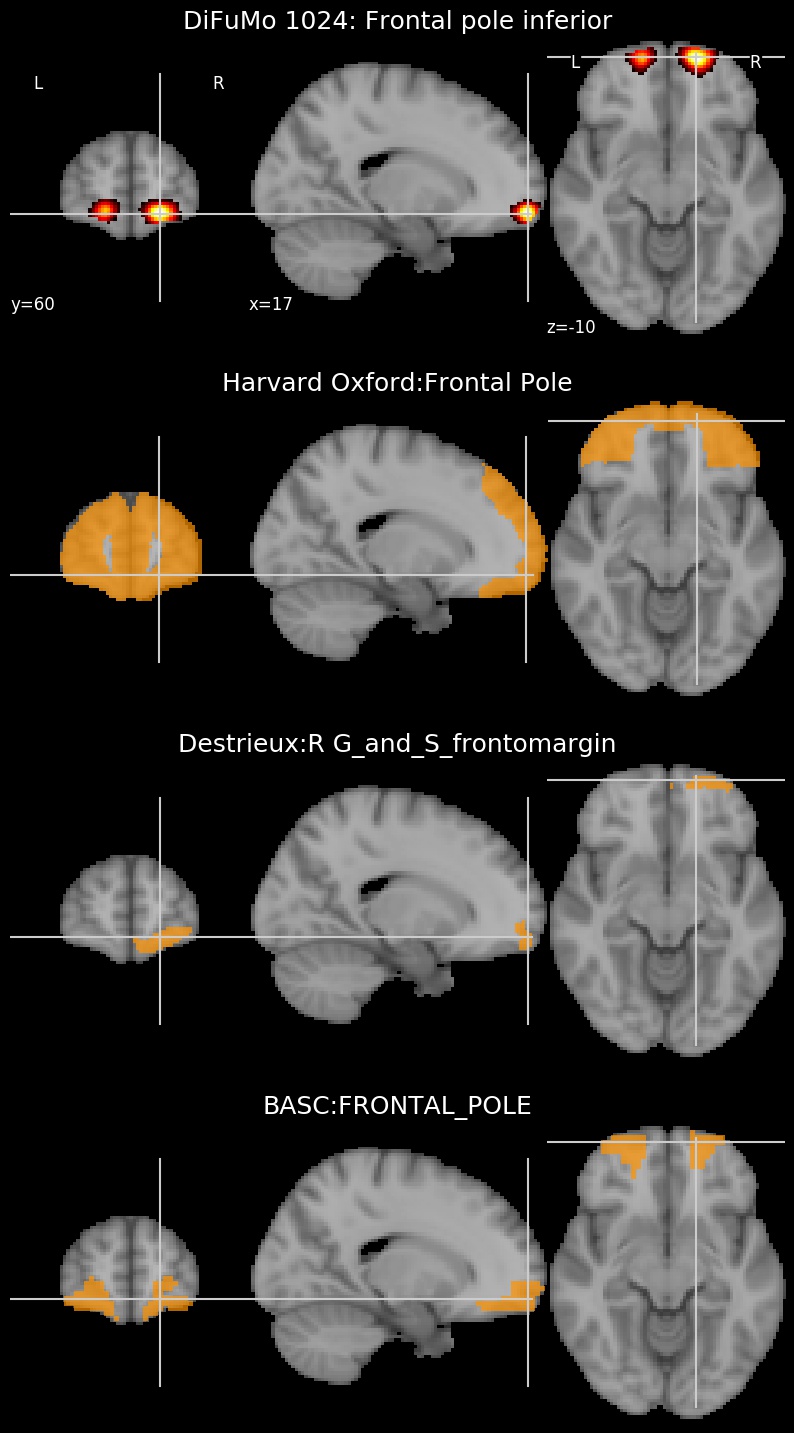 DiFuMo 1024: Frontal pole inferior
L R
L R
y=60 x=17 z=-10
Harvard Oxford:Frontal Pole
Destrieux:R G_and_S_frontomargin
BASC:FRONTAL_POLE